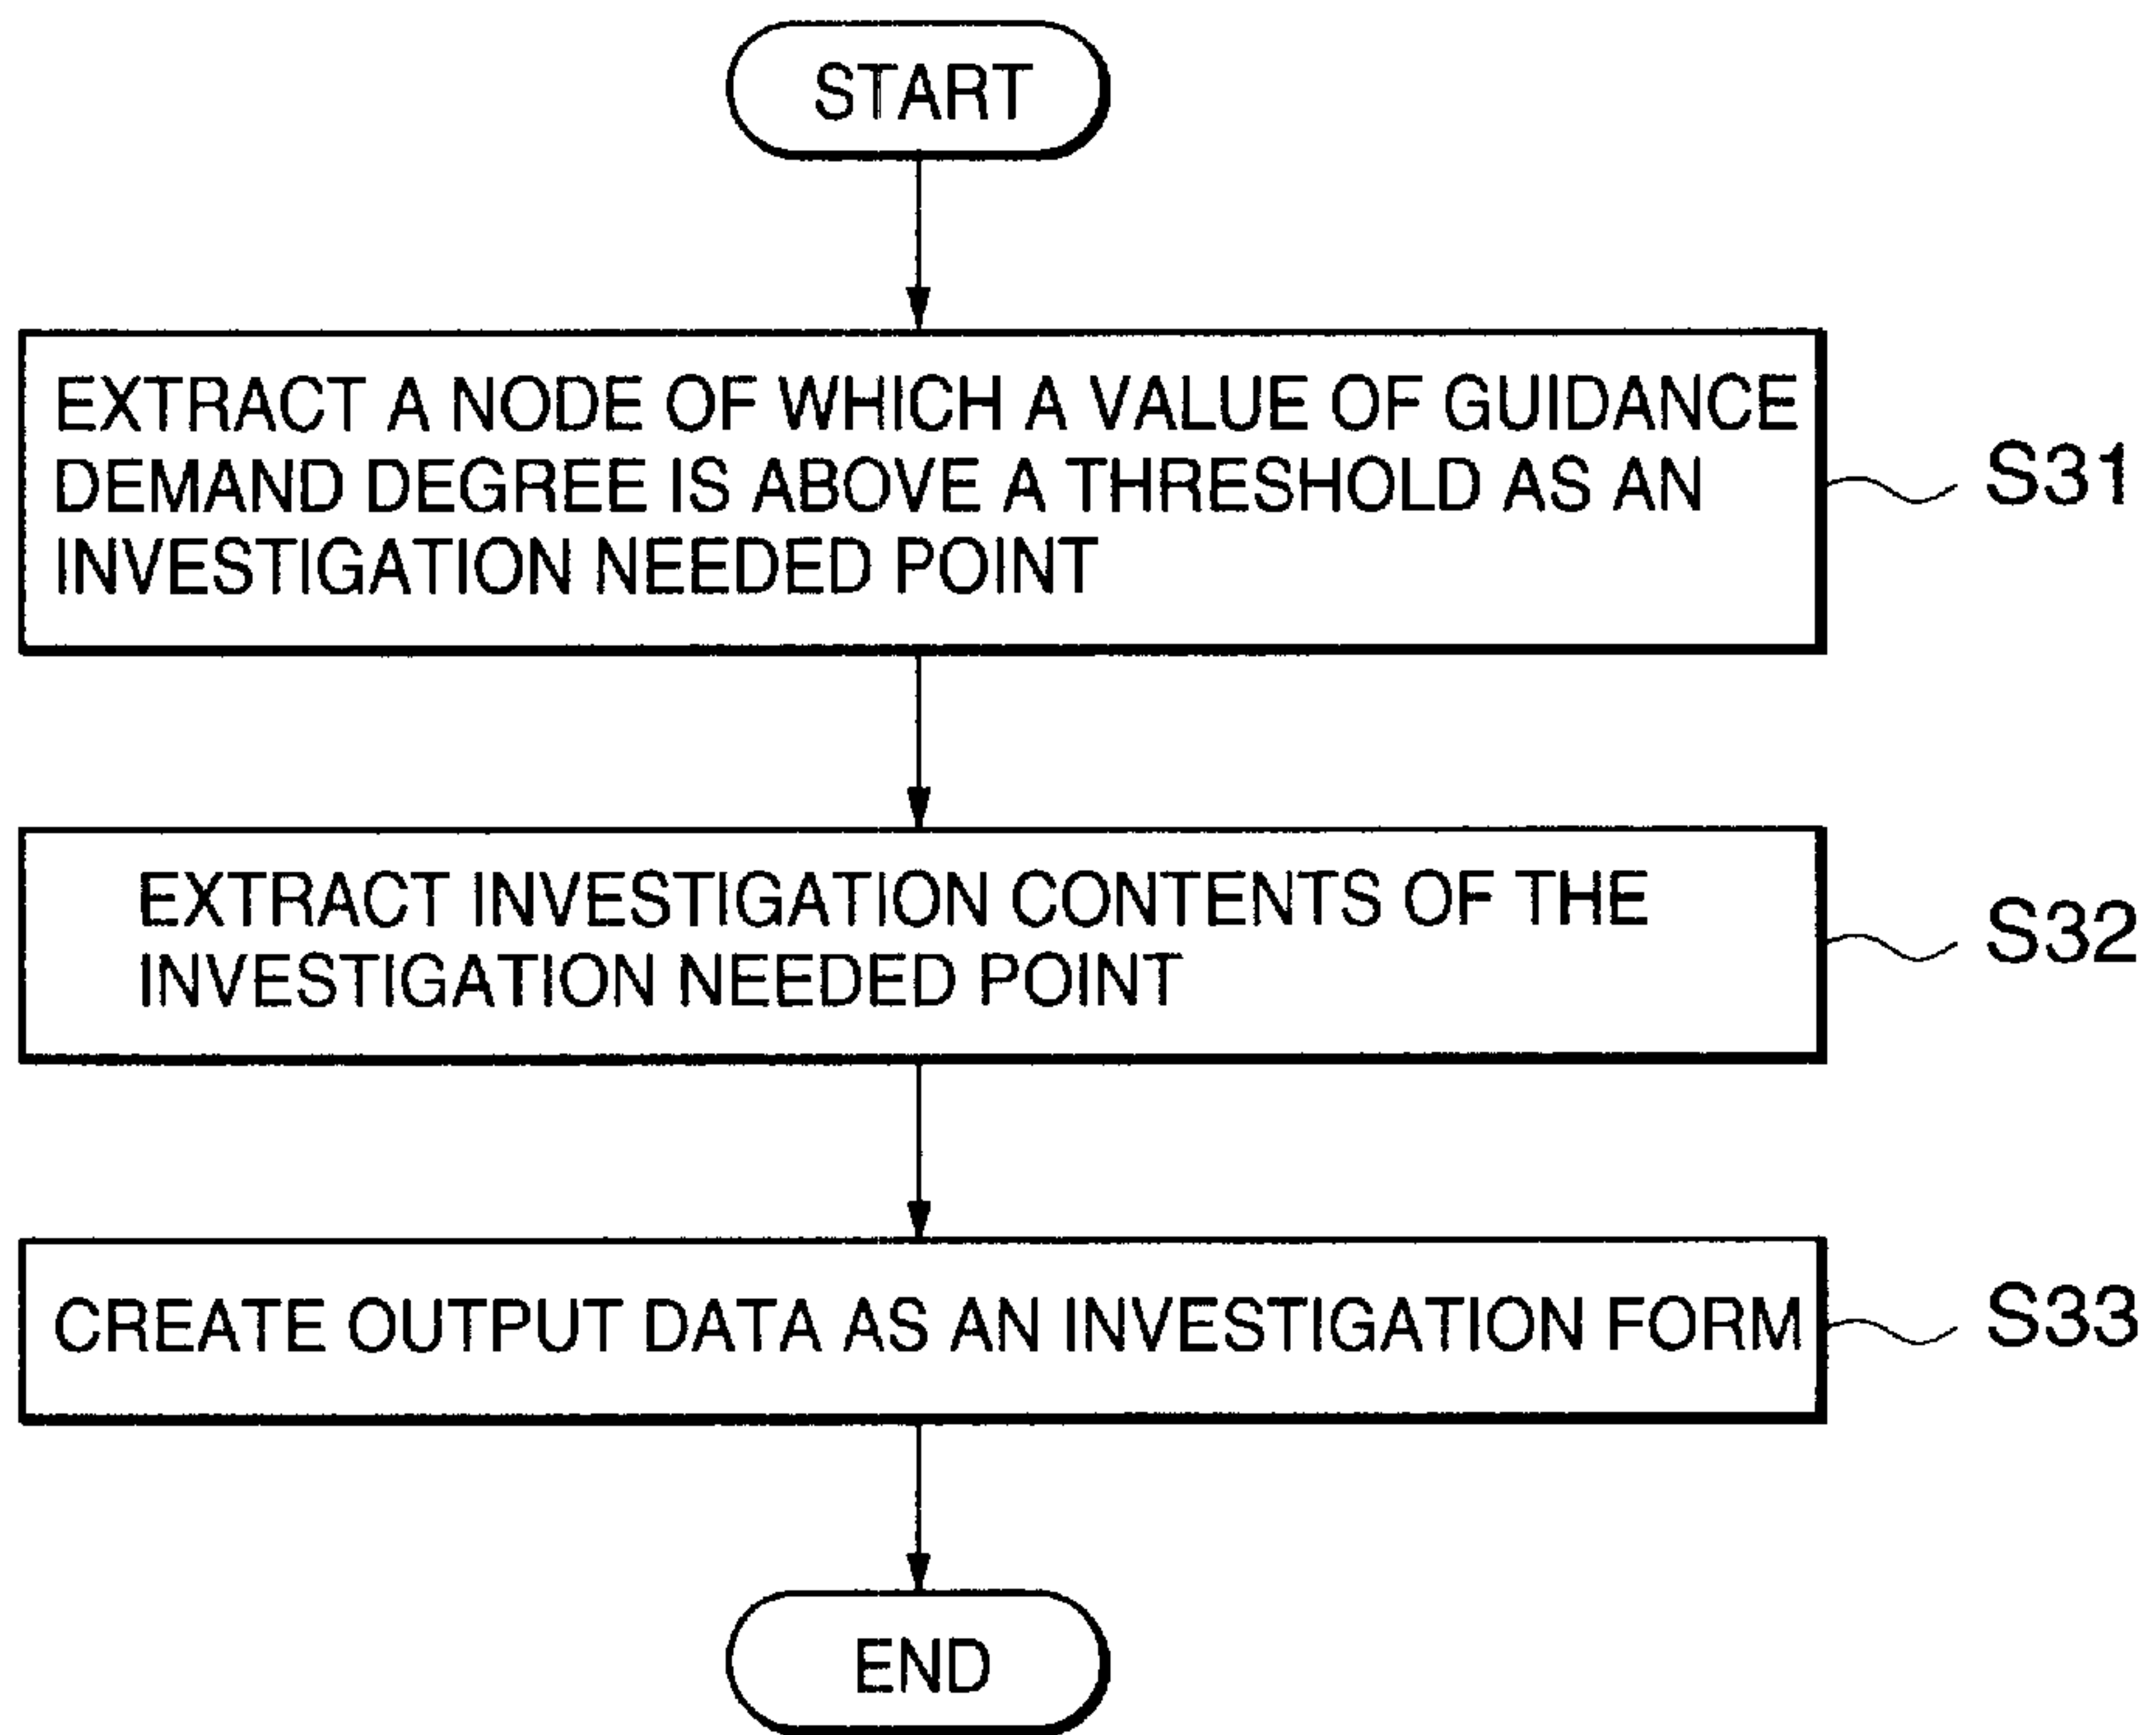 START
EXTRACT A NODE OF WHICH A VALUE OF GUIDANCE
DEMAND DEGREE IS ABOVE A THRESHOLD AS AN
INVESTIGATION NEEDED POINT
S31
EXTRACT INVESTIGATION CONTENTS OF THE
INVESTIGATION NEEDED POINT
S32
CREATE OUTPUT DATA AS AN INVESTIGATION FORM
S33
END